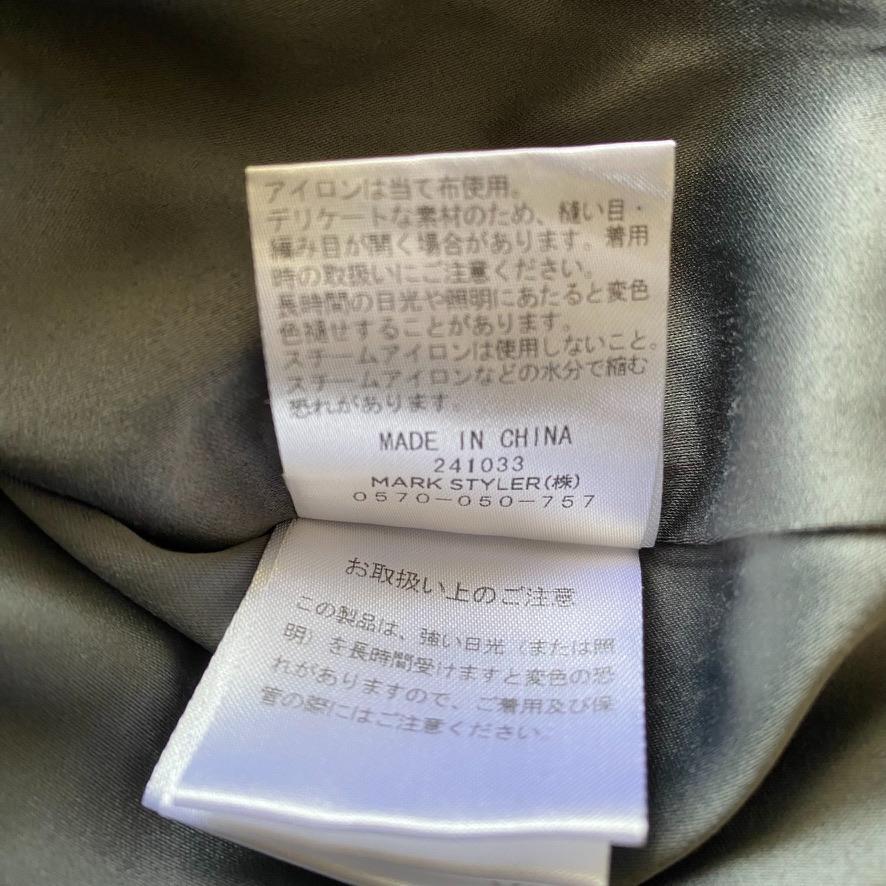 アイロンは当て布使用。
デリケートな素材のため、縫い目・
編み目が開く場合があります。着用
時の取扱いにご注意ください。
長時間の日光や照明にあたると変色
色褪せすることがあります。
スチームアイロンは使用しないこと。
スチームアイロンなどの水分で縮む
恐れがあります。
MADE IN CHINA
241033
MARK STYLER(株)
0570-050-757
お取扱い上のご注意
この製品は、強い日光（または照
明）を長時間受けますと変色の恐
れがありますので、ご着用及び保
管の際にはご注意ください。